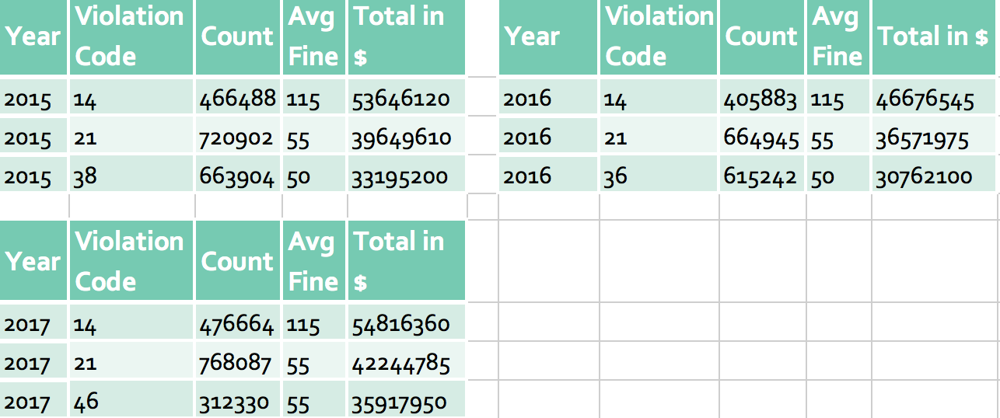 Year Violation Code Count Avg Fine Total in $
2015 14 466488 115 53646120
2015 21 720902 55 39649610
2015 38 663904 50 33195200
Year Violation Code Count Avg Fine Total in $
2016 14 405883 115 46676545
2016 21 664945 55 36571975
2016 36 615242 50 30762100
Year Violation Code Count Avg Fine Total in $
2017 14 476664 115 54816360
2017 21 768087 55 42244785
2017 46 312330 55 35917950